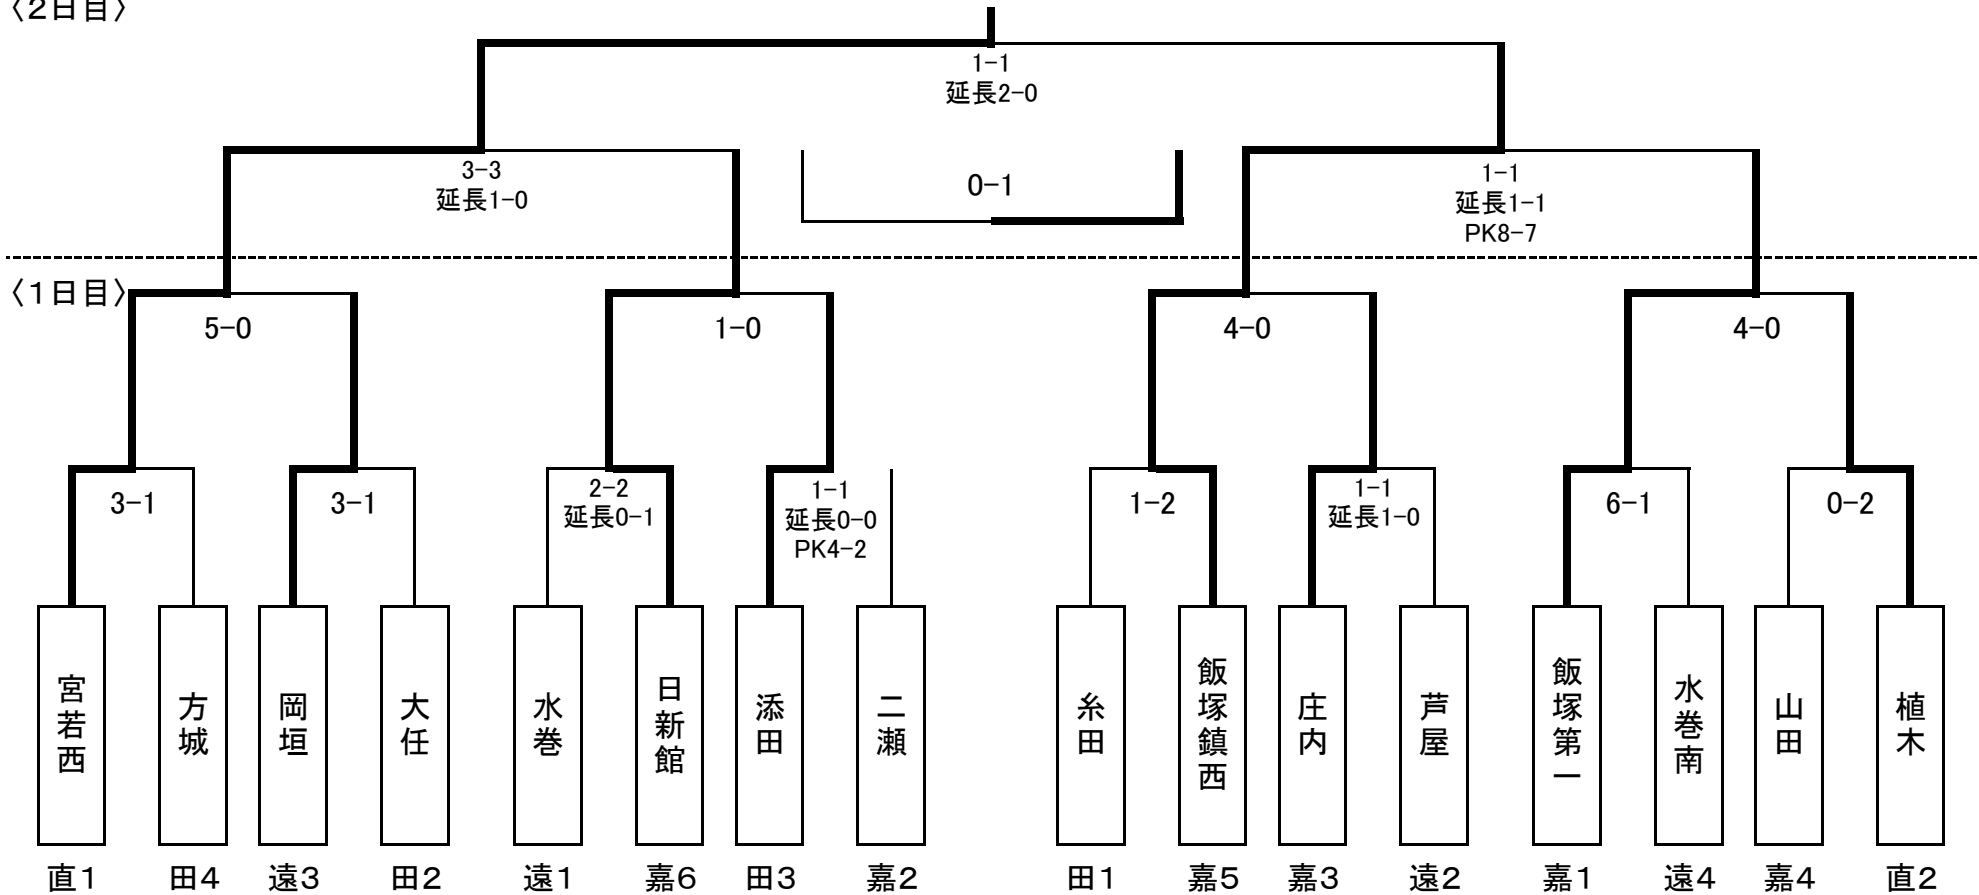 〈2日目〉
1-1
延長2-0
3-3
延長1-0
0-1
1-1
延長1-1
PK8-7
〈1日目〉
5-0
1-0
4-0
4-0
3-1
3-1
2-2
延長0-1
1-1
延長0-0
PK4-2
1-2
1-1
延長1-0
6-1
0-2
宮若西
方城
岡垣
大任
水巻
日新館
添田
二瀬
糸田
飯塚鎮西
庄内
芦屋
飯塚第一
水巻南
山田
植木
直1 田4 遠3 田2 遠1 嘉6 田3 嘉2 田1 嘉5 嘉3 遠2 嘉1 遠4 嘉4 直2